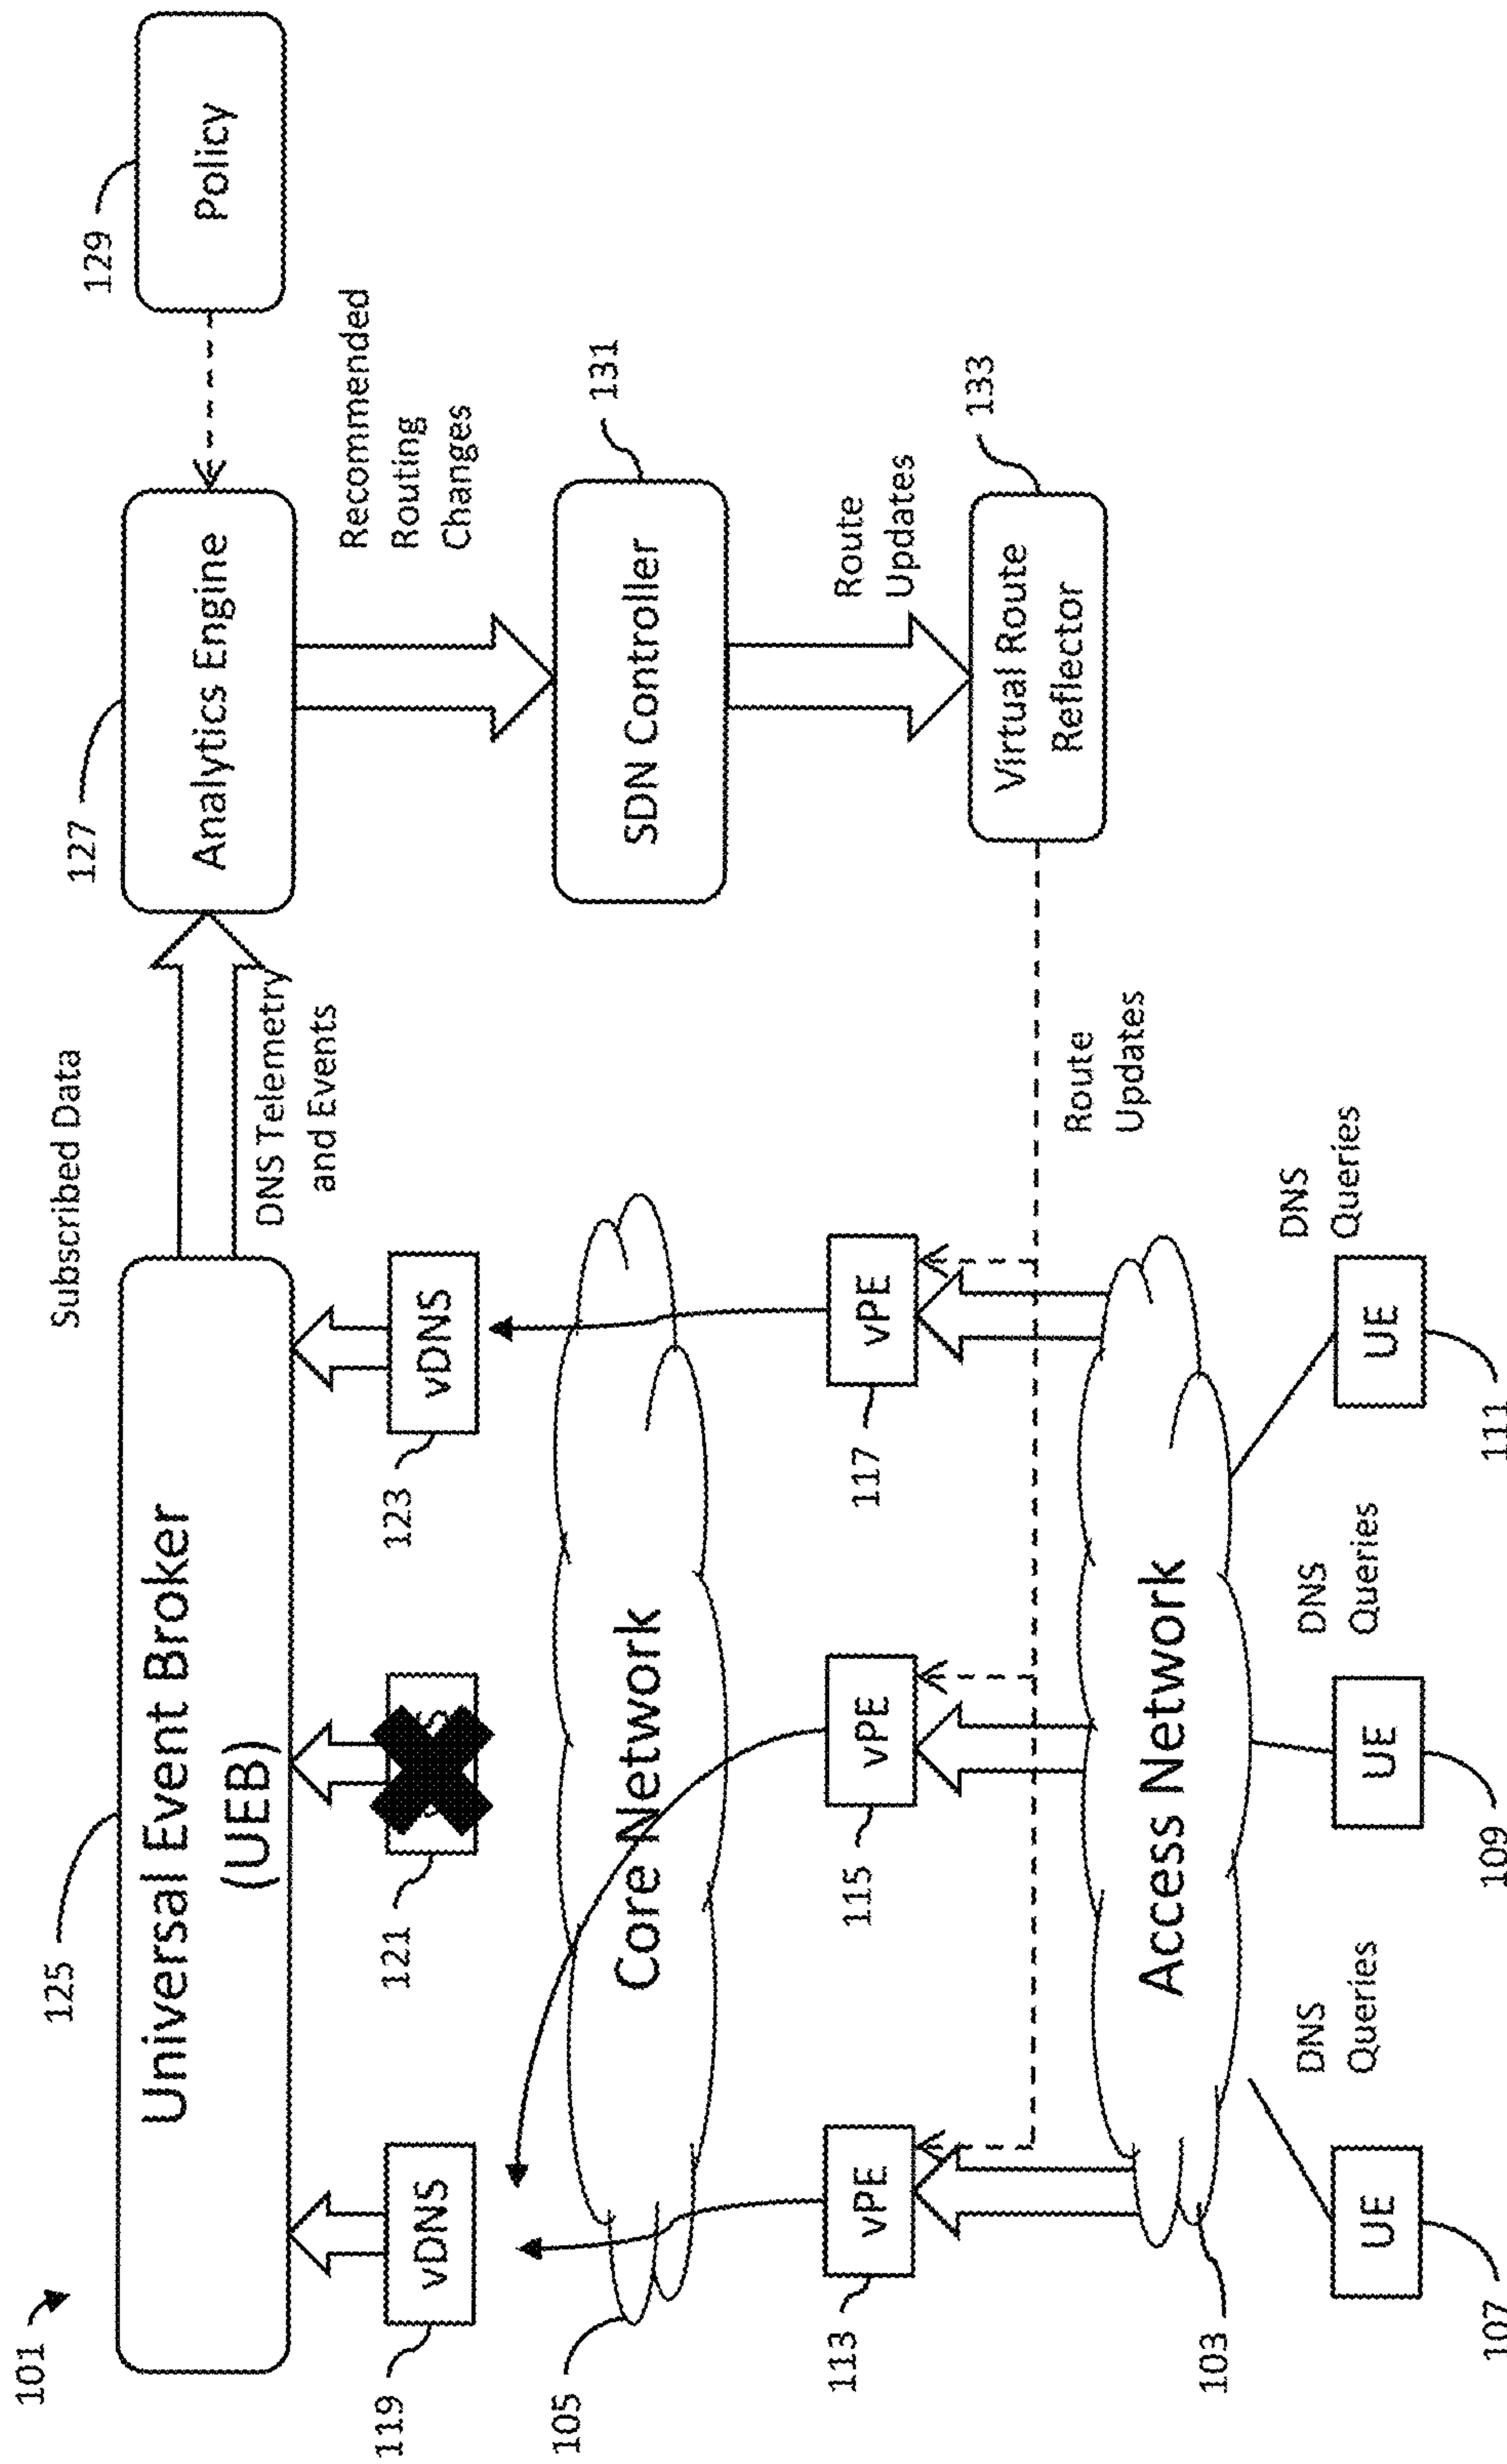 101
125
Universal Event Broker
(UEB)
Subscribed Data
DNS Telemetry
and Events
127
Analytics Engine
129
Policy
Recommended
Routing
Changes
119
vDNS
121
123
vDNS
131
SDN Controller
105
Core Network
Route
Updates
133
Virtual Route
Reflector
113
vPE
115
vPE
117
vPE
Route
Updates
103
Access Network
DNS
Queries
DNS
Queries
DNS
Queries
107
UE
109
UE
111
UE